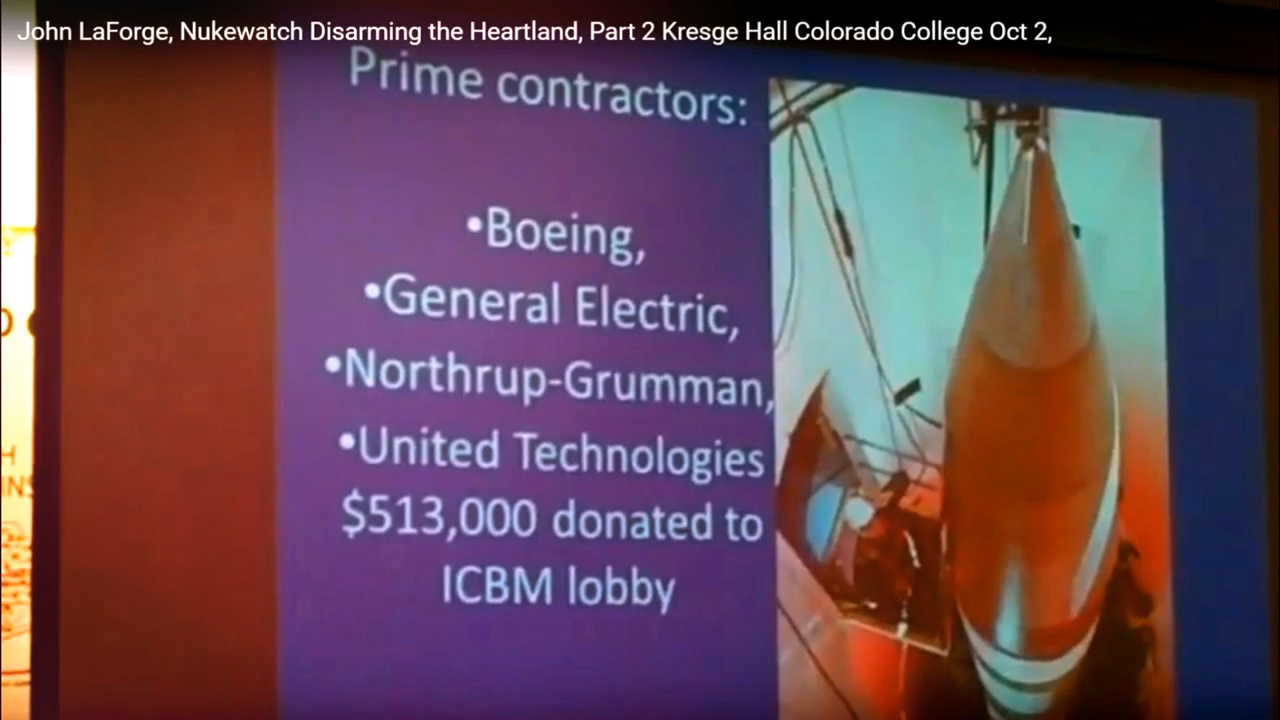 John LaForge, Nukewatch Disarming the Heartland, Part 2 Kresge Hall Colorado College Oct 2,
Prime contractors:
•Boeing,
•General Electric,
•Northrup-Grumman,
•United Technologies
$513,000 donated to
ICBM lobby